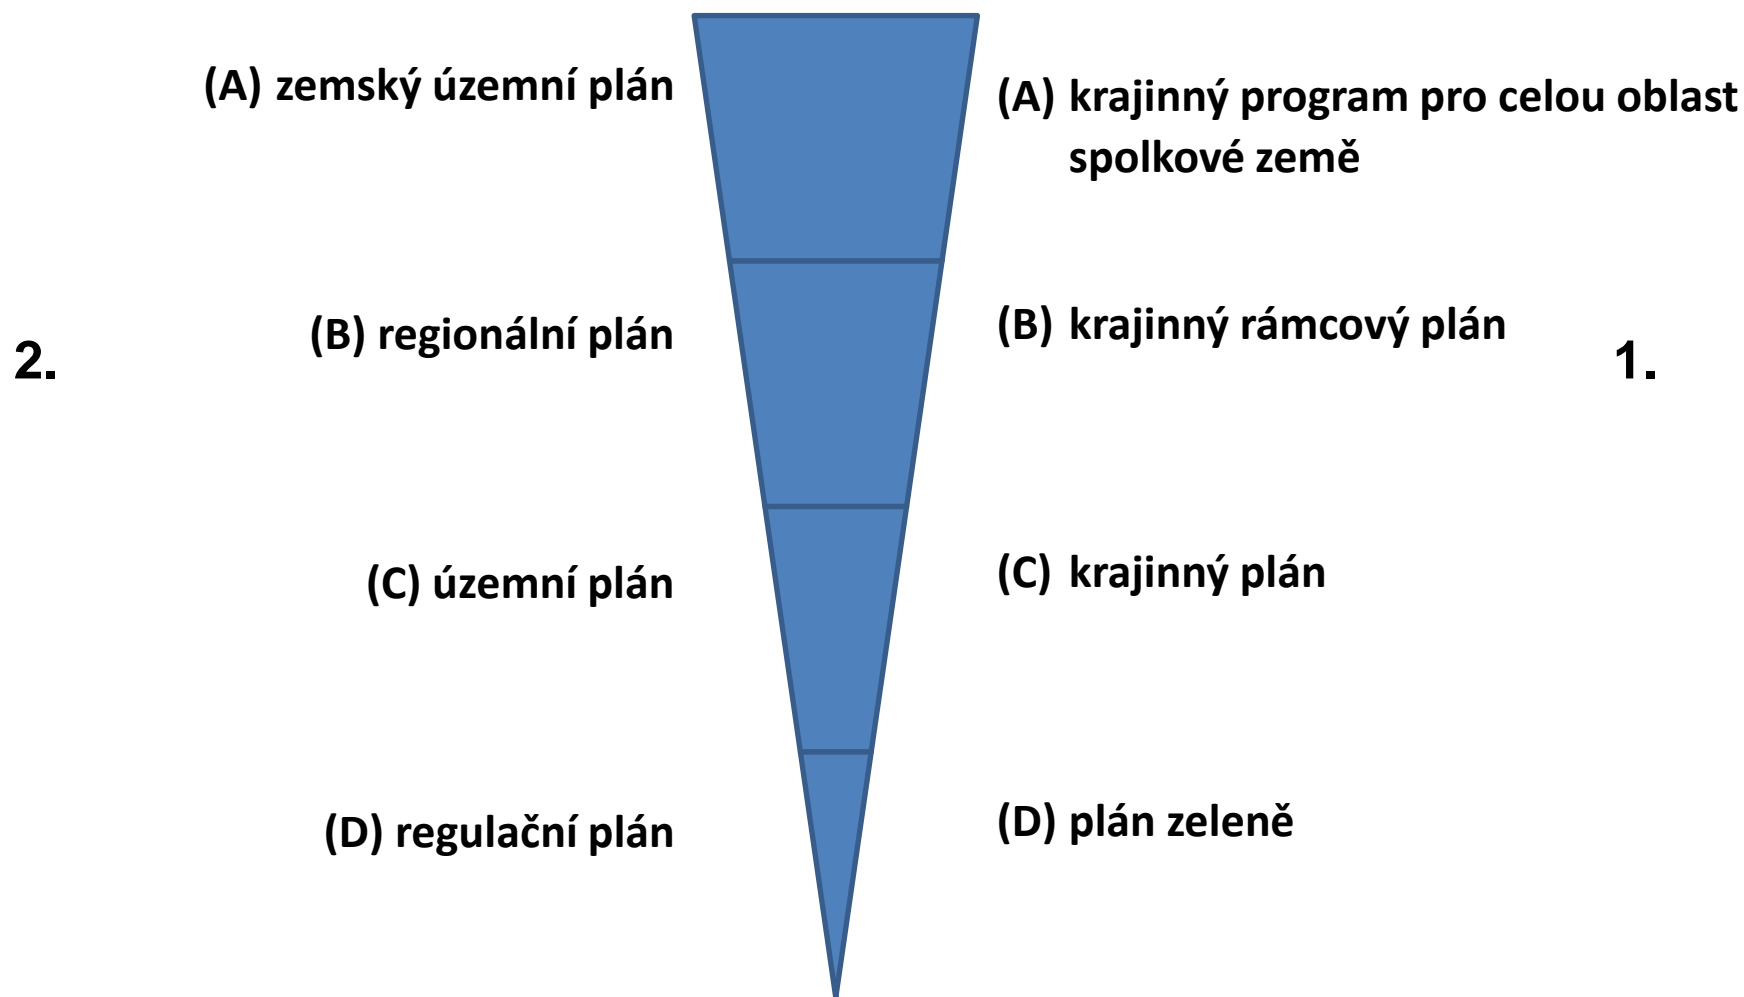 (A) zemský územní plán
(A) krajinný program pro celou oblast
spolkové země
(B) regionální plán
(B) krajinný rámcový plán
2.
1.
(C) územní plán
(C) krajinný plán
(D) regulační plán
(D) plán zeleně